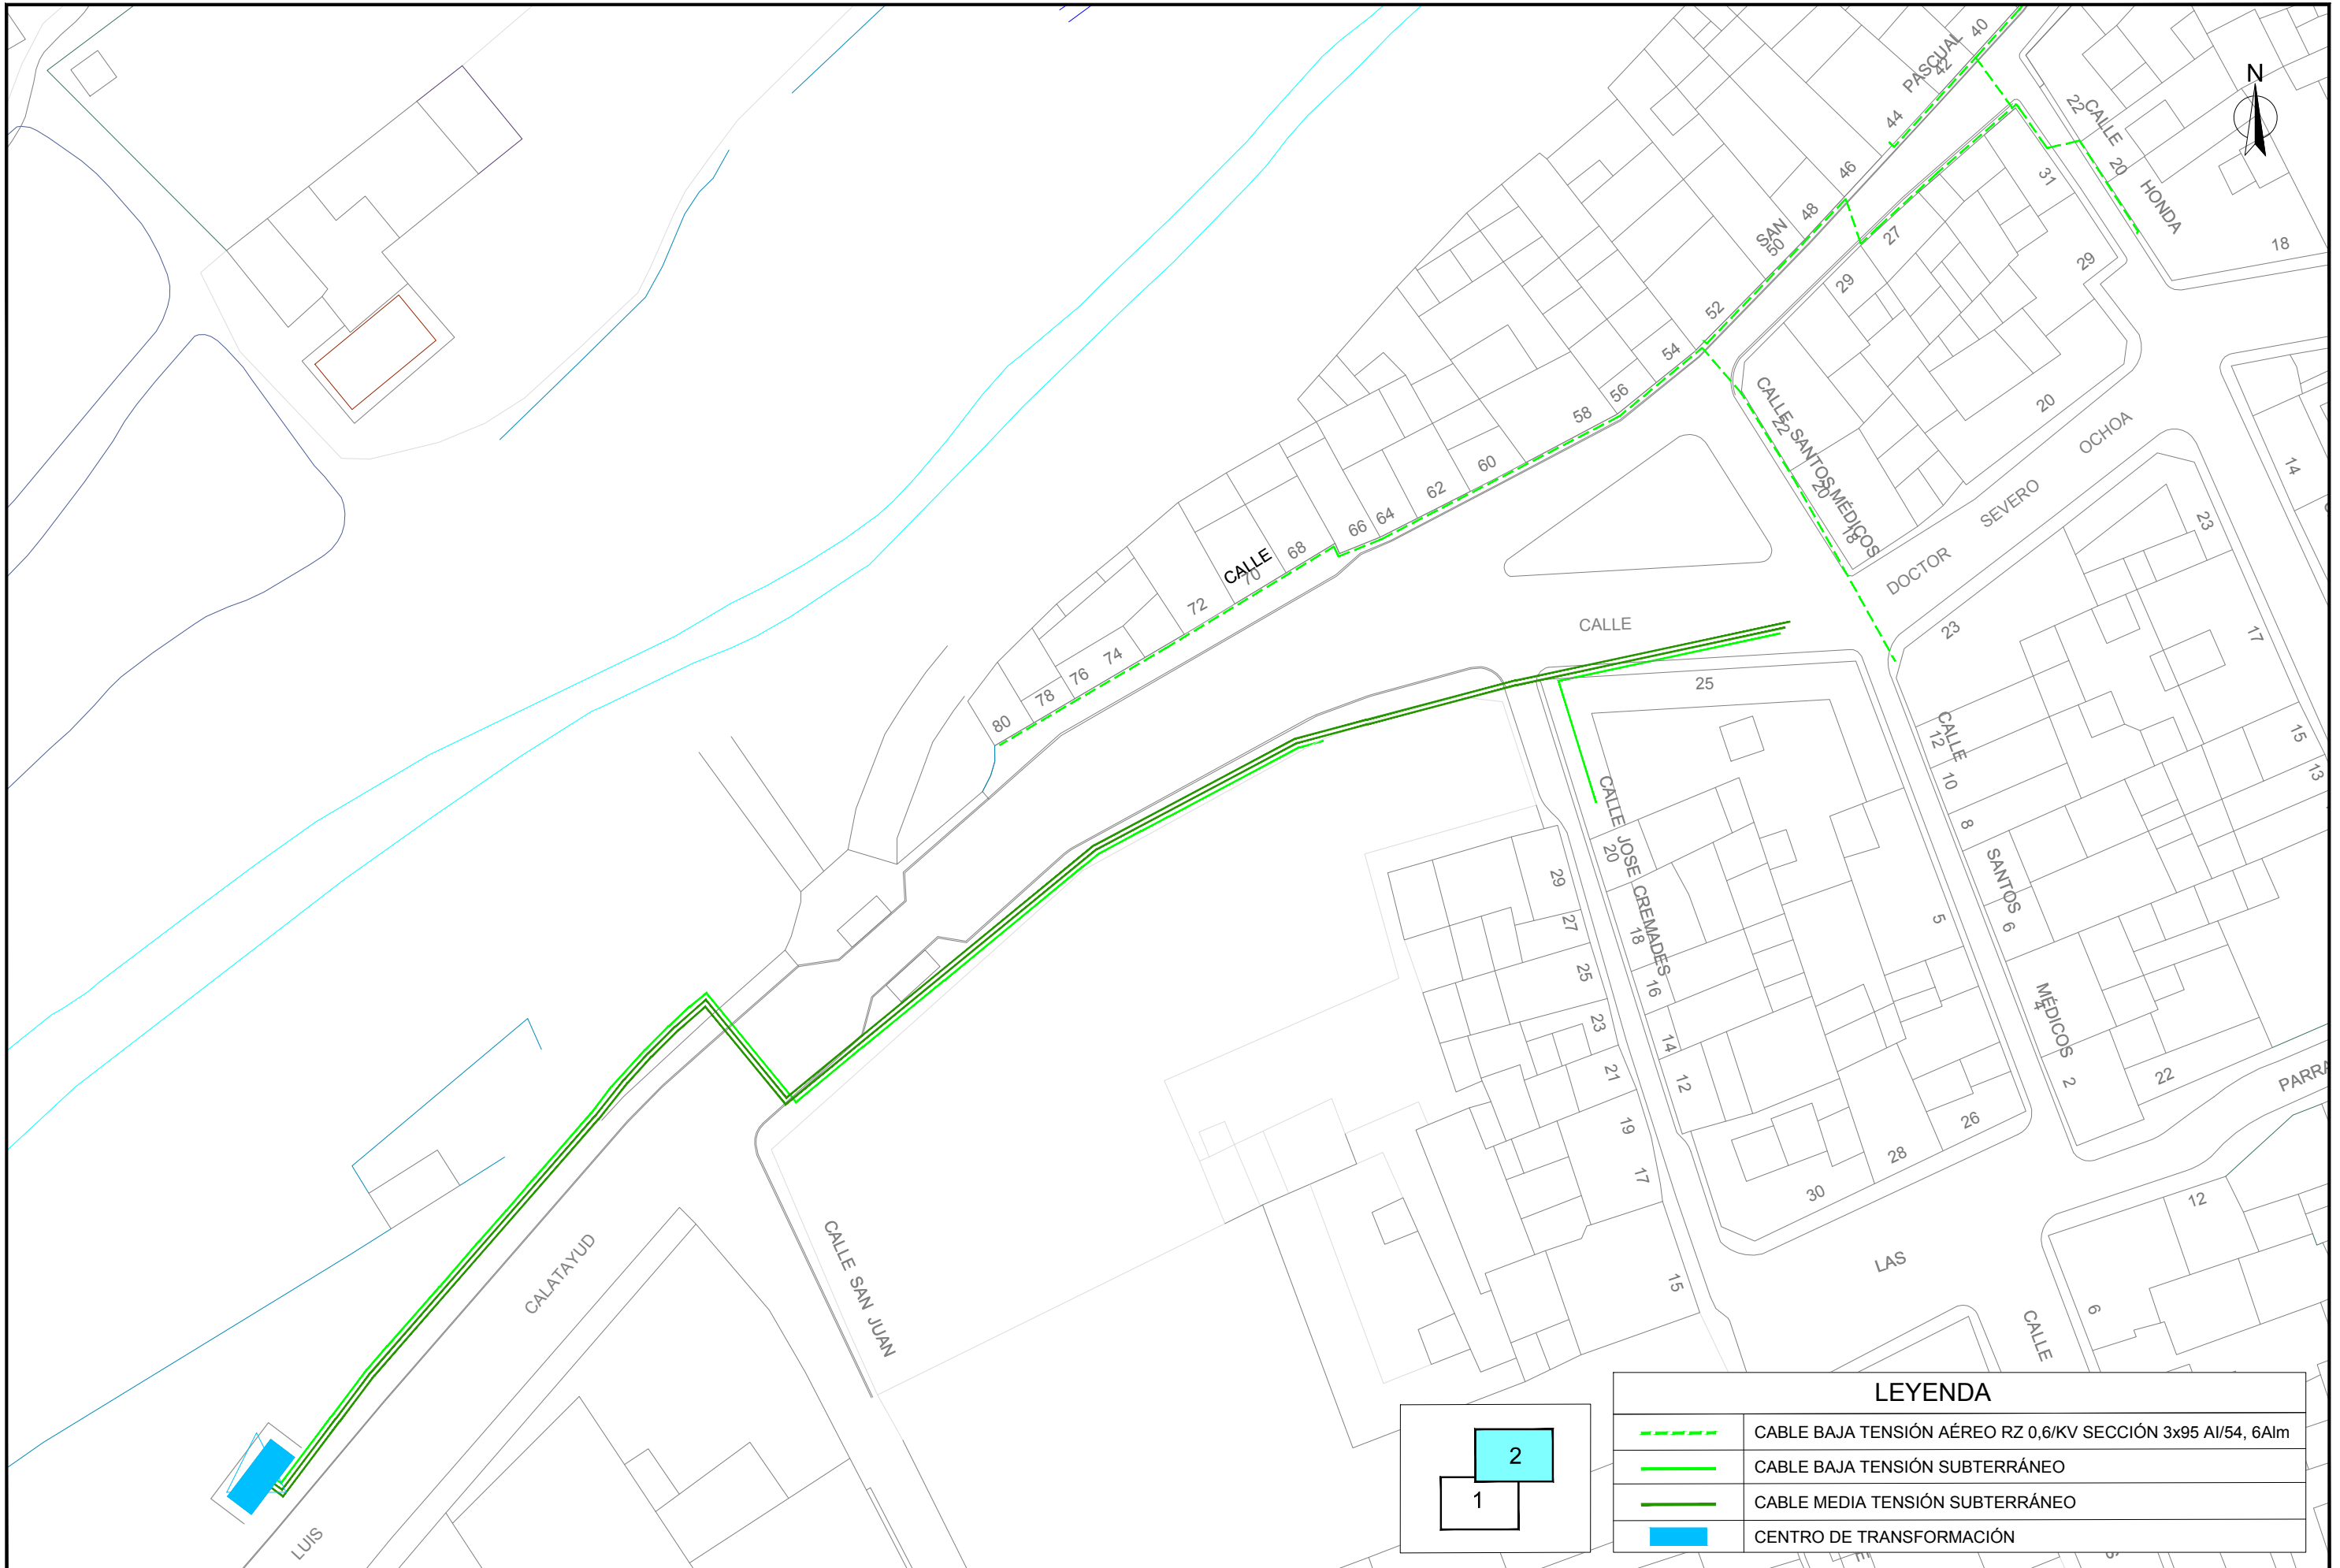 PASCUAL
40
42
44
46
48
SAN
50
52
54
56
58
60
62
64
66
68
CALLE
70
72
74
76
78
80
N
22
CALLE
20
HONDA
18
31
27
29
29
20
CALLE SANTOS MÉDICOS
22
20
18
DOCTOR
SEVERO
OCHOA
14
23
23
17
15
13
CALLE
25
CALLE
12
10
8
SANTOS
6
MÉDICOS
4
2
22
PARRA
CALLE JOSE CREMADES
20
18
16
14
12
5
26
28
30
29
27
25
23
21
19
17
15
LAS
12
6
CALLE
CALLE SAN JUAN
CALATAYUD
LUIS
2
1
LEYENDA
CABLE BAJA TENSIÓN AÉREO RZ 0,6/KV SECCIÓN 3x95 Al/54, 6Alm
CABLE BAJA TENSIÓN SUBTERRÁNEO
CABLE MEDIA TENSIÓN SUBTERRÁNEO
CENTRO DE TRANSFORMACIÓN